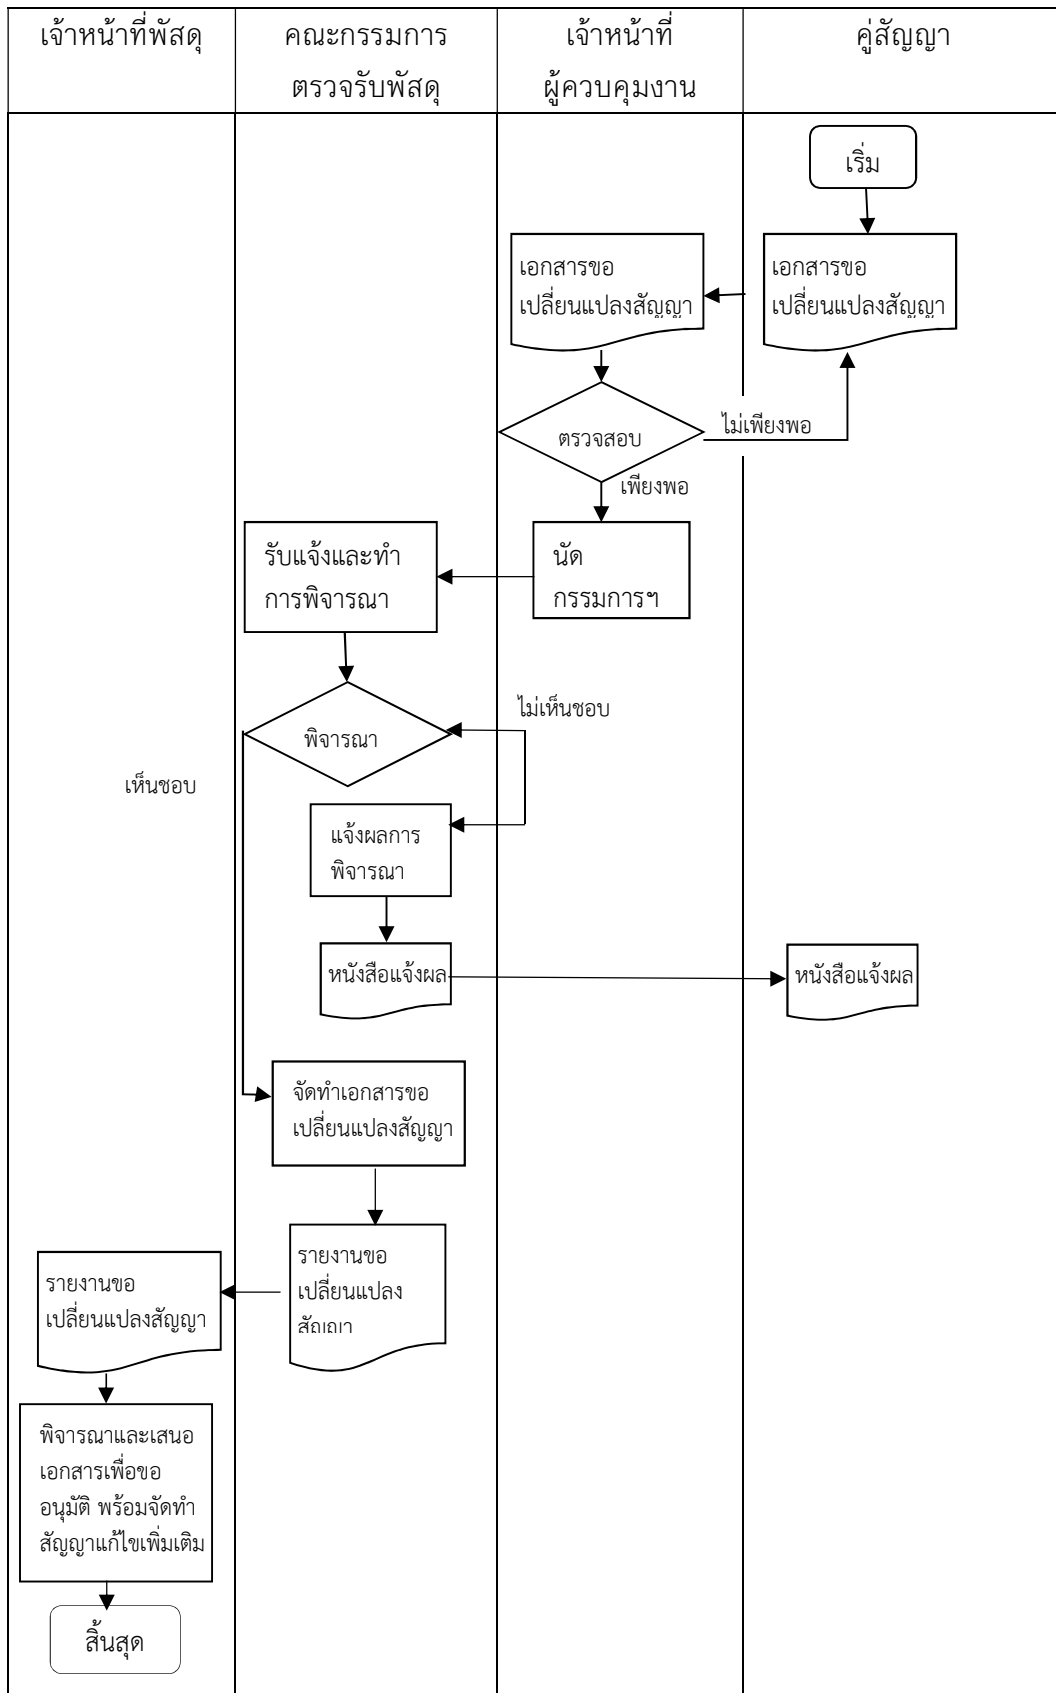 เจ้าหน้าที่พัสดุ
คณะกรรมการ
ตรวจรับพัสดุ
เจ้าหน้าที่
ผู้ควบคุมงาน
คู่สัญญา
เริ่ม
เอกสารขอ
เปลี่ยนแปลงสัญญา
เอกสารขอ
เปลี่ยนแปลงสัญญา
ตรวจสอบ
ไม่เพียงพอ
เพียงพอ
รับแจ้งและทำ
การพิจารณา
นัด
กรรมการฯ
พิจารณา
ไม่เห็นชอบ
เห็นชอบ
แจ้งผลการ
พิจารณา
หนังสือแจ้งผล
หนังสือแจ้งผล
จัดทำเอกสารขอ
เปลี่ยนแปลงสัญญา
รายงานขอ
เปลี่ยนแปลง
สัญญา
รายงานขอ
เปลี่ยนแปลงสัญญา
พิจารณาและเสนอ
เอกสารเพื่อขอ
อนุมัติ พร้อมจัดทำ
สัญญาแก้ไขเพิ่มเติม
สิ้นสุด